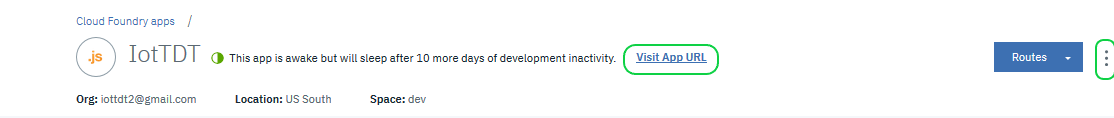 Cloud Foundry apps /
.js IotTDT This app is awake but will sleep after 10 more days of development inactivity. Visit App URL Routes
Org: iottdt2@gmail.com Location: US South Space: dev